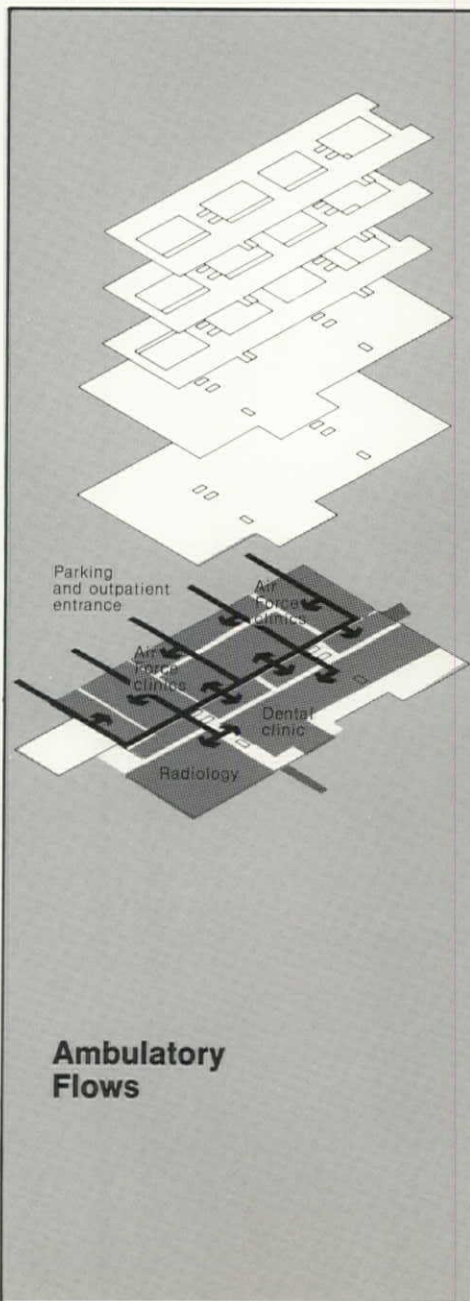 Parking
and outpatient
entrance
Air
Force
clinics
Air
Force
clinics
Dental
clinic
Radiology
Ambulatory
Flows